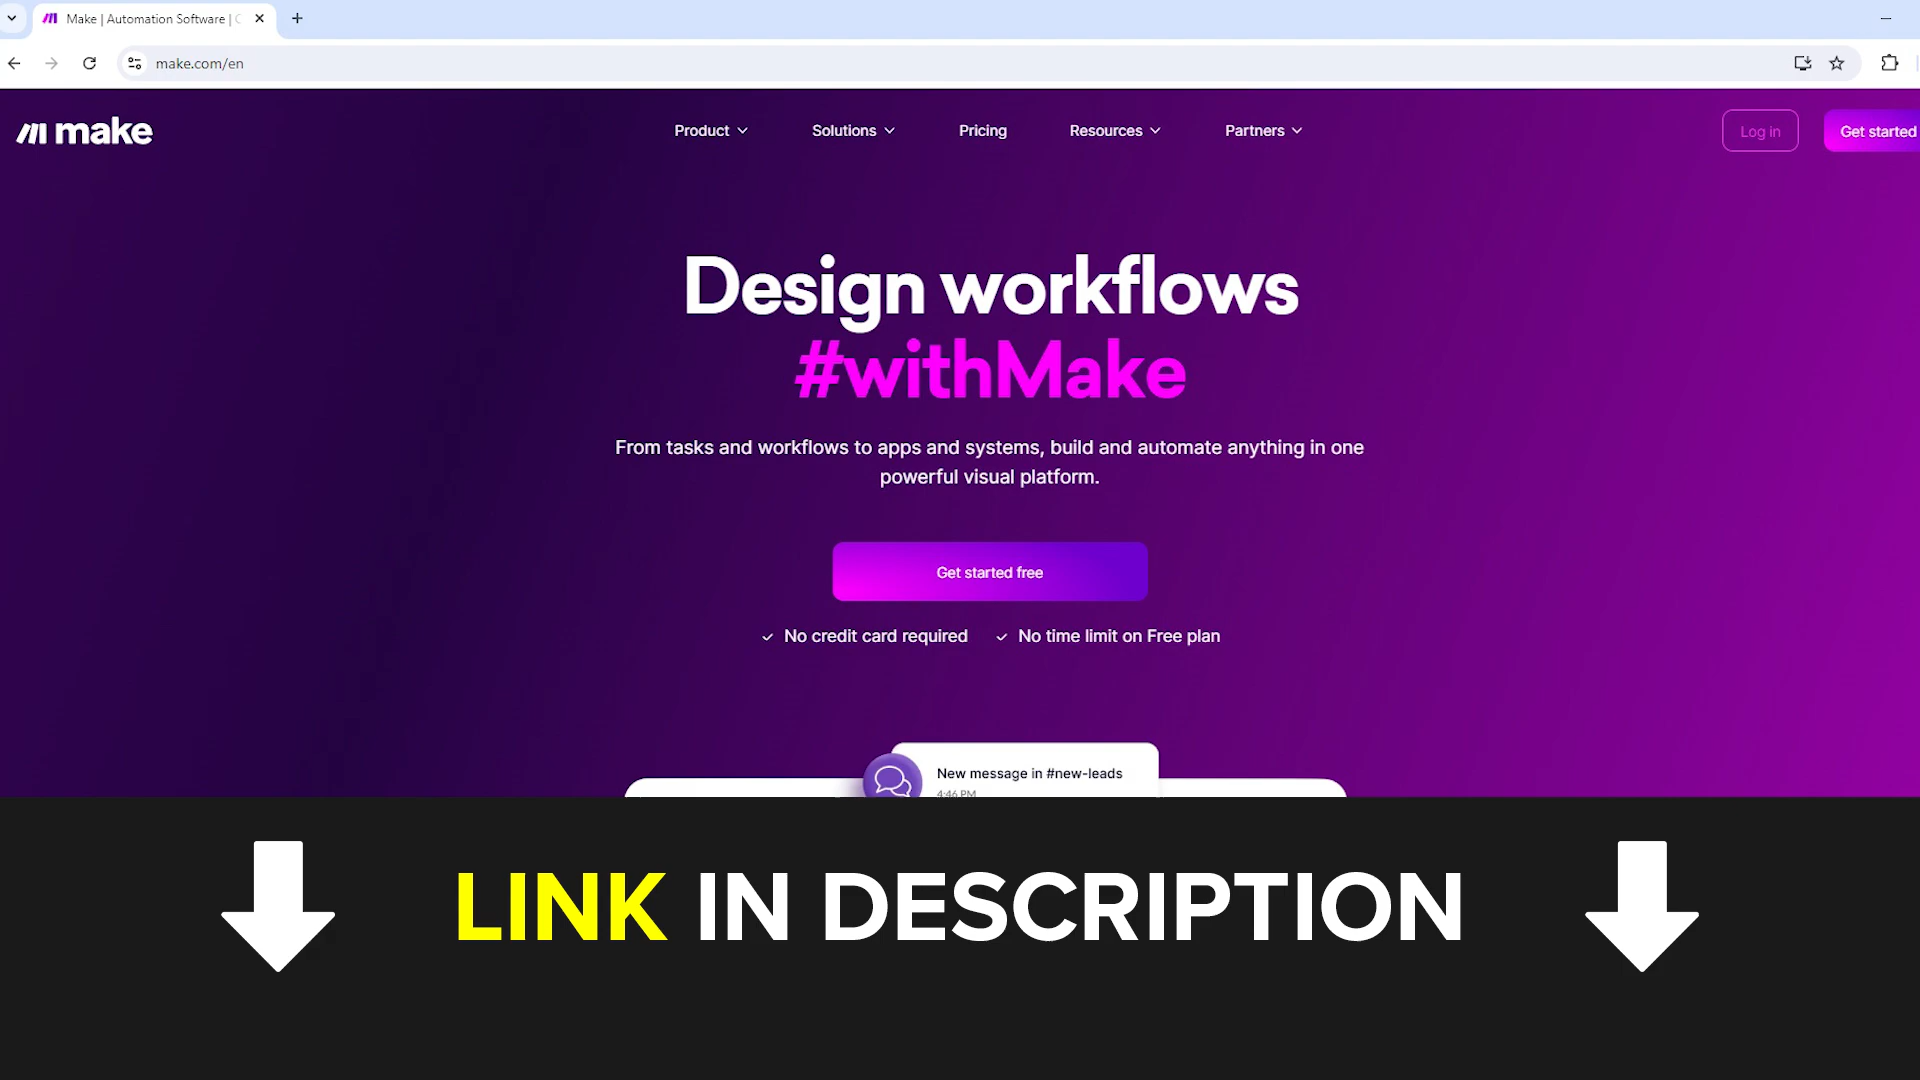 Make | Automation Software |
make.com/en
make
Product
Solutions
Pricing
Resources
Partners
Log in
Get started
Design workflows
#withMake
From tasks and workflows to apps and systems, build and automate anything in one
powerful visual platform.
Get started free
No credit card required
No time limit on Free plan
New message in #new-leads
4:46 PM
LINK IN DESCRIPTION